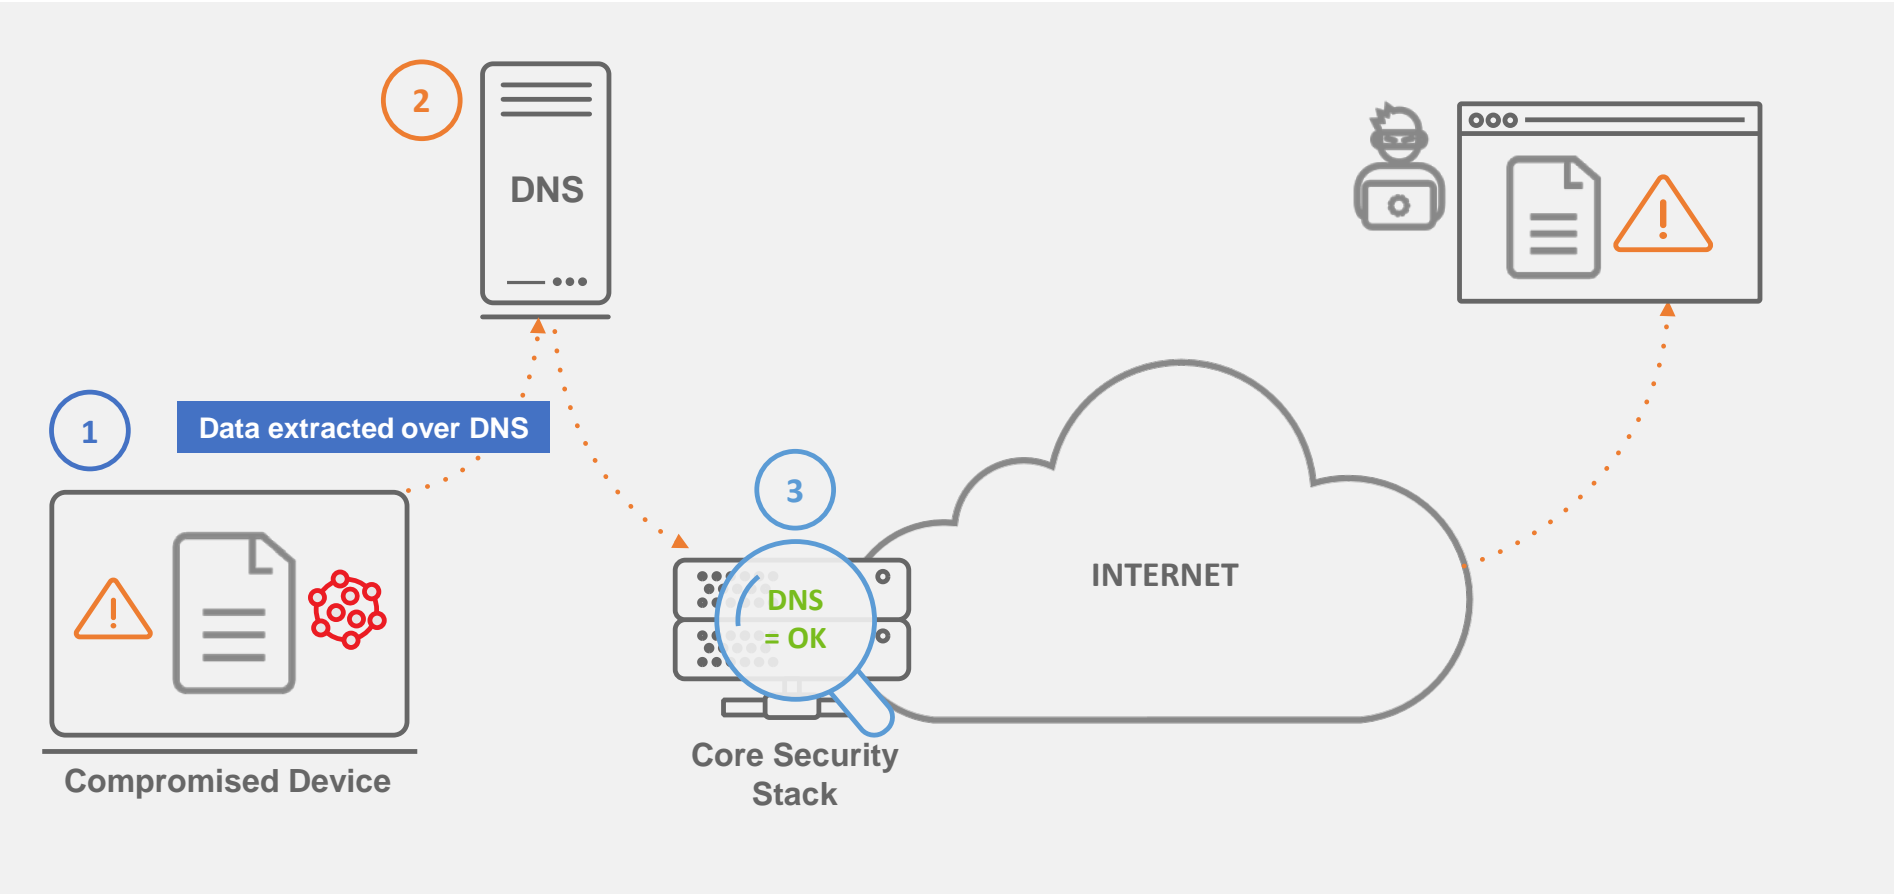 2
DNS
1
Data extracted over DNS
3
DNS
= OK
INTERNET
Core Security
Stack
Compromised Device